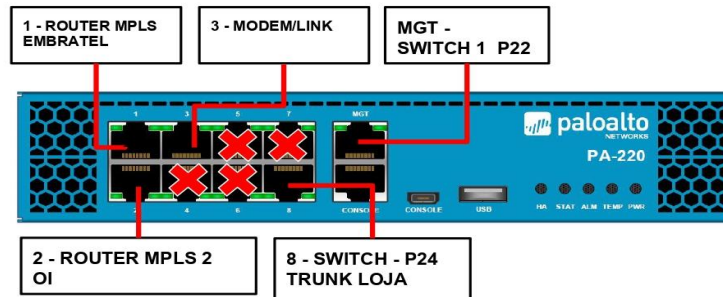 1 - ROUTER MPLS
EMBRATEL
3 - MODEM/LINK
MGT -
SWITCH 1 P22
1 3 5 7 MGT
paloalto
NETWORKS
PA-220
2 4 6 8 CONSOLE CONSOLE USB HA STAT ALM TEMP PWR
2 - ROUTER MPLS 2
OI
8 - SWITCH - P24
TRUNK LOJA